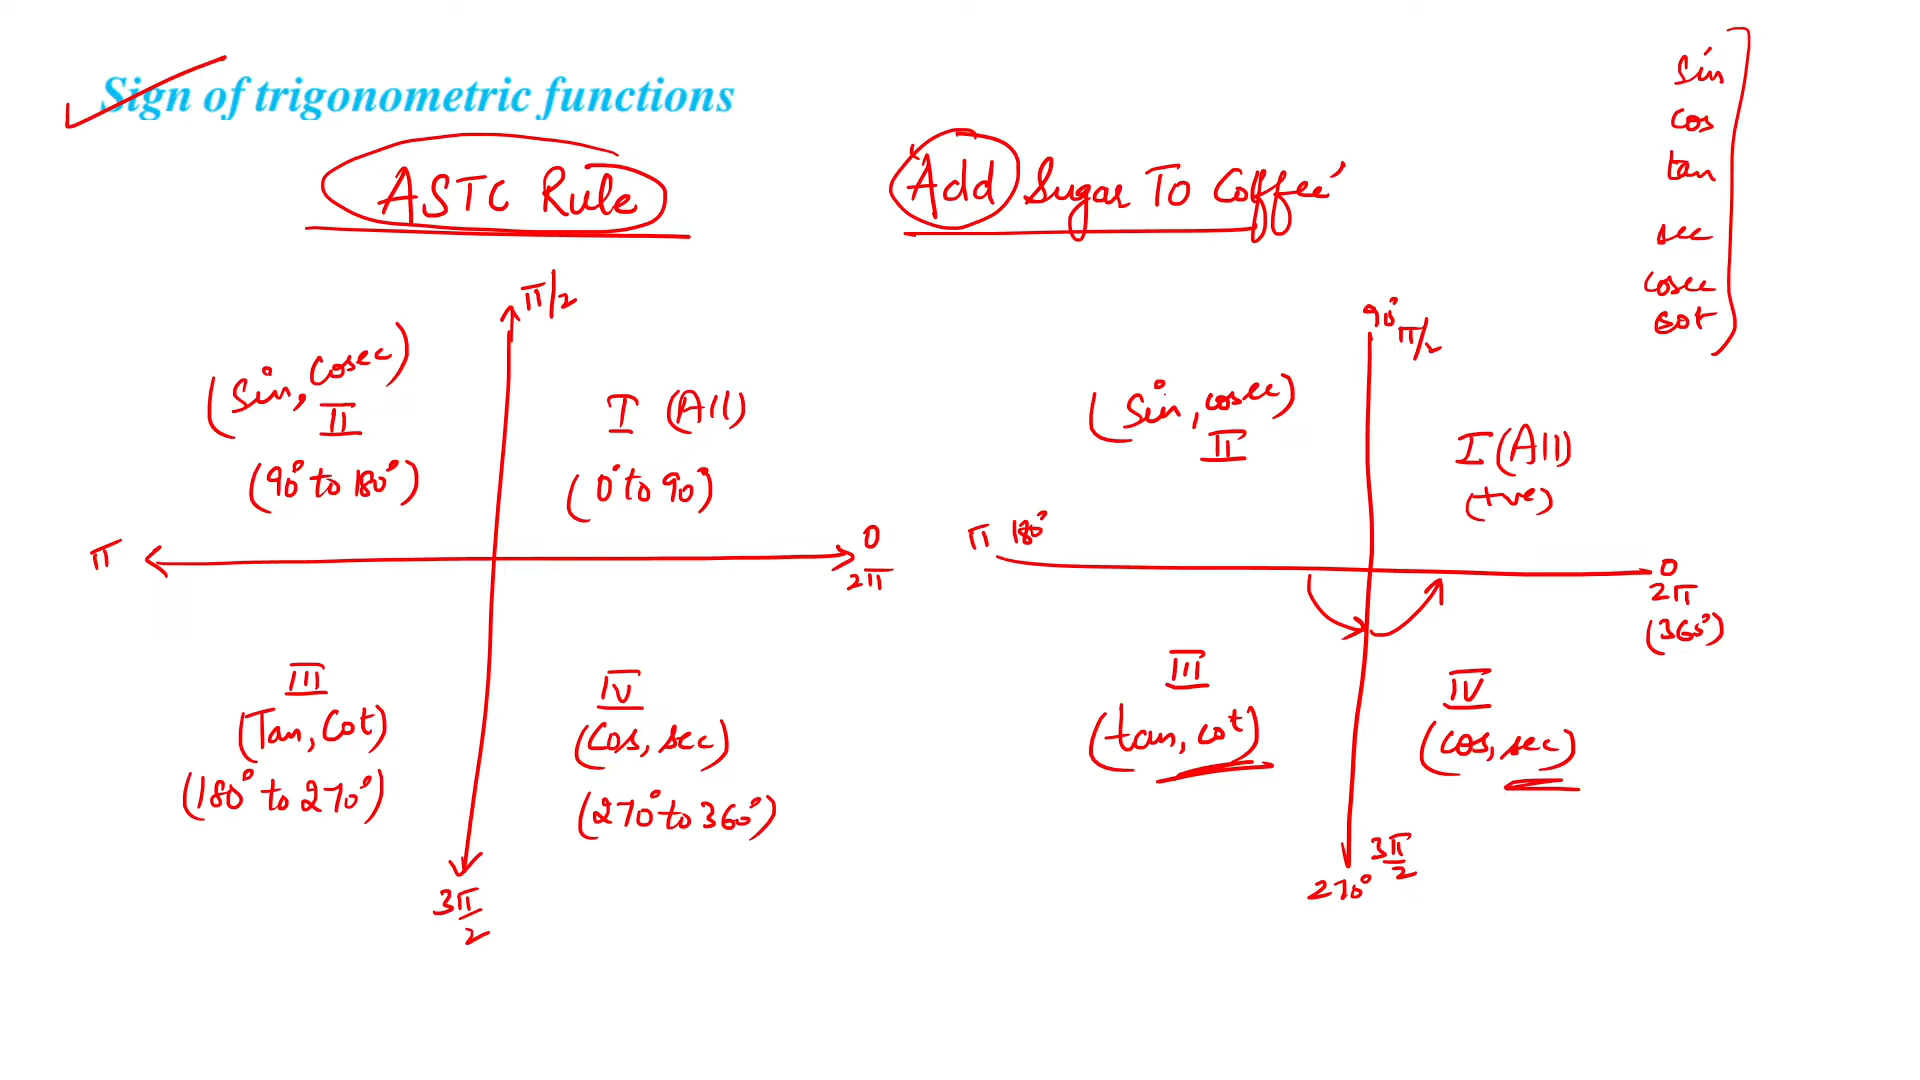 Sign of trigonometric functions
ASTC Rule
Add Sugar To Coffee
sin
cos
tan
sec
cosec
cot
π/2
(Sin, Cosec)
II
(90° to 180°)
I (All)
(0° to 90°)
π
0
2π
III
(Tan, Cot)
(180° to 270°)
IV
(Cos, sec)
(270° to 360°)
3π/2
90° π/2
(Sin, cosec)
II
I (All)
(+ve)
π 180°
0
2π
(360°)
III
(tan, cot)
IV
(cos, sec)
3π/2
270°